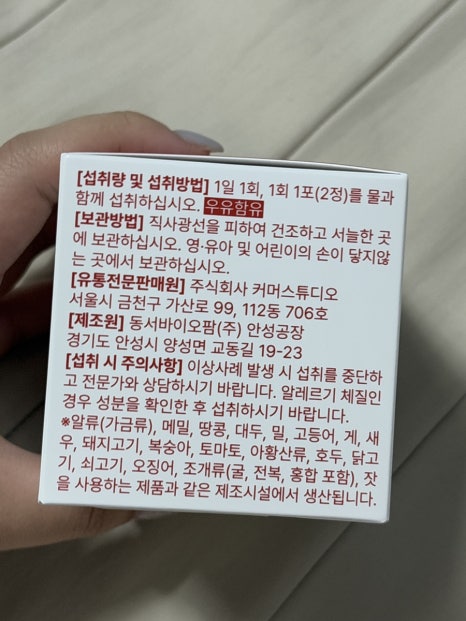 [섭취량 및 섭취방법] 1일 1회, 1회 1포(2정)를 물과
함께 섭취하십시오. 우유함유
[보관방법] 직사광선을 피하여 건조하고 서늘한 곳
에 보관하십시오. 영·유아 및 어린이의 손이 닿지않
는 곳에서 보관하십시오.
[유통전문판매원] 주식회사 커머스튜디오
서울시 금천구 가산로 99, 112동 706호
[제조원] 동서바이오팜(주) 안성공장
경기도 안성시 양성면 교동길 19-23
[섭취 시 주의사항] 이상사례 발생 시 섭취를 중단하
고 전문가와 상담하시기 바랍니다. 알레르기 체질인
경우 성분을 확인한 후 섭취하시기 바랍니다.
※알류(가금류), 메밀, 땅콩, 대두, 밀, 고등어, 게, 새
우, 돼지고기, 복숭아, 토마토, 아황산류, 호두, 닭고
기, 쇠고기, 오징어, 조개류(굴, 전복, 홍합 포함), 잣
을 사용하는 제품과 같은 제조시설에서 생산됩니다.